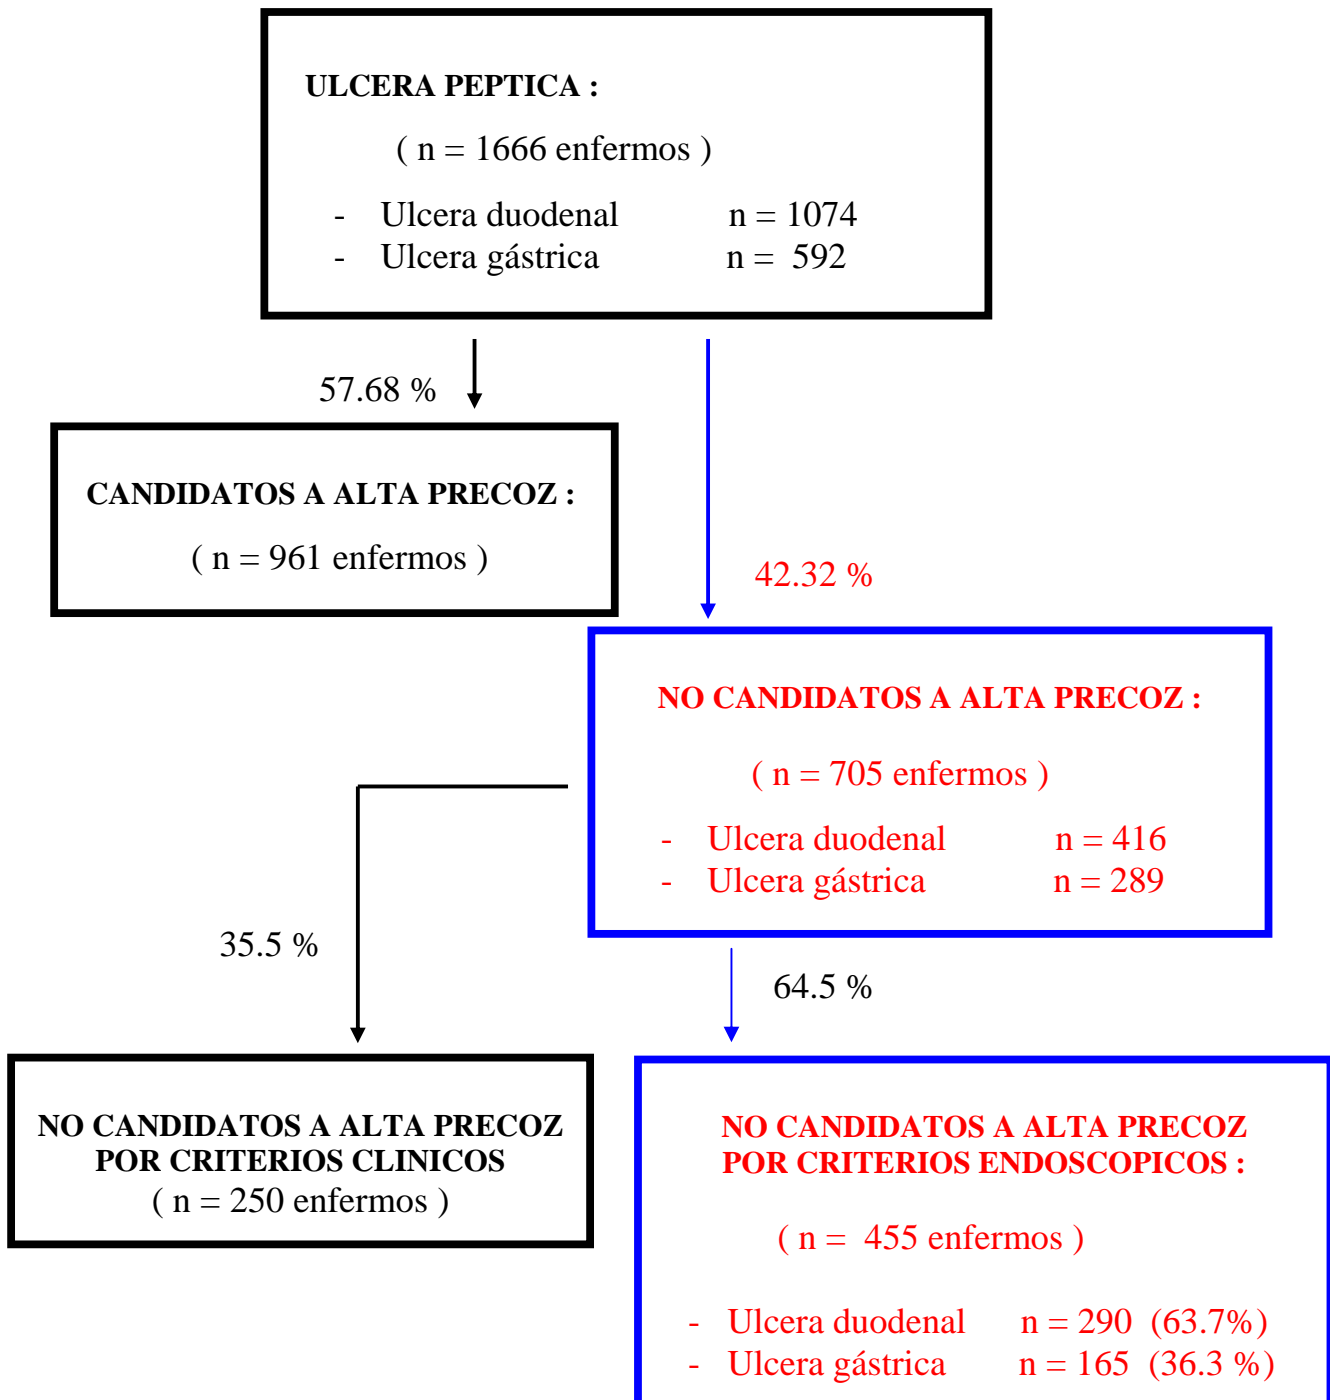 ULCERA PEPTICA :
( n = 1666 enfermos )
- Ulcera duodenal n = 1074
- Ulcera gástrica n = 592
57.68 %
CANDIDATOS A ALTA PRECOZ :
( n = 961 enfermos )
42.32 %
NO CANDIDATOS A ALTA PRECOZ :
( n = 705 enfermos )
- Ulcera duodenal n = 416
- Ulcera gástrica n = 289
35.5 %
64.5 %
NO CANDIDATOS A ALTA PRECOZ
POR CRITERIOS CLINICOS
( n = 250 enfermos )
NO CANDIDATOS A ALTA PRECOZ
POR CRITERIOS ENDOSCOPICOS :
( n = 455 enfermos )
- Ulcera duodenal n = 290 (63.7%)
- Ulcera gástrica n = 165 (36.3 %)